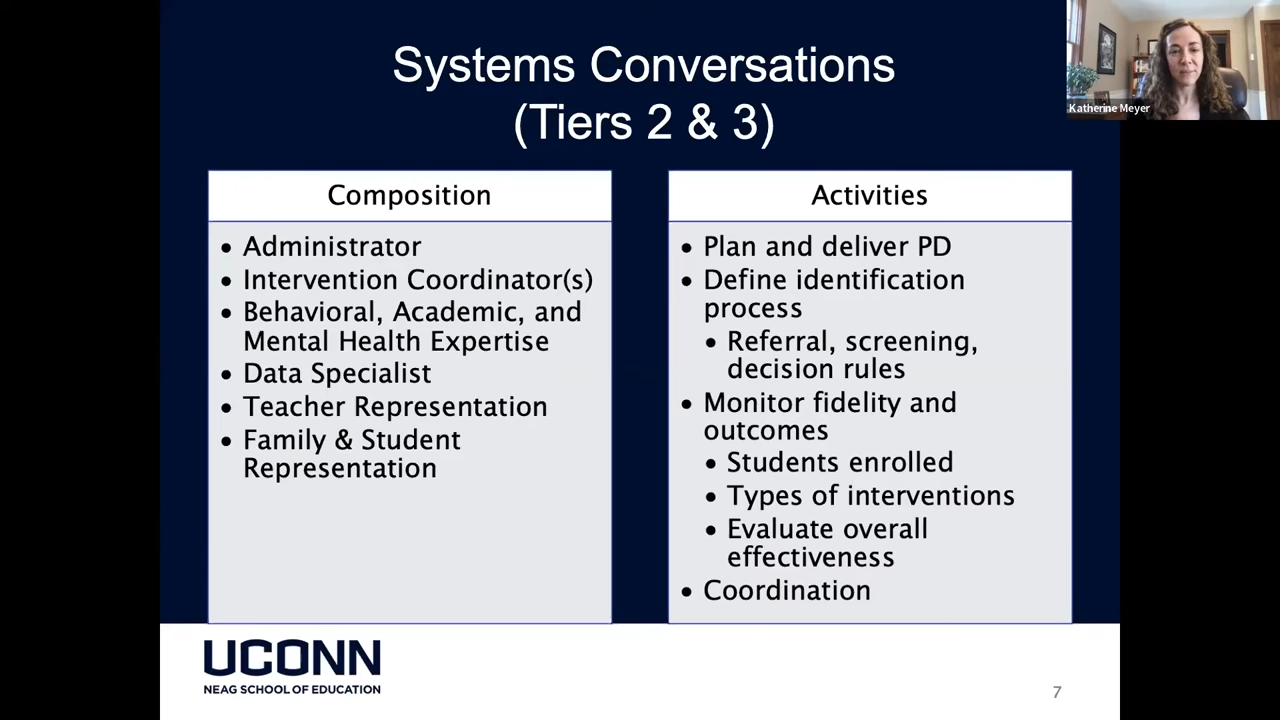 Systems Conversations
(Tiers 2 & 3)
Katherine Meyer
Composition
• Administrator
• Intervention Coordinator(s)
• Behavioral, Academic, and
Mental Health Expertise
• Data Specialist
• Teacher Representation
• Family & Student
Representation
Activities
• Plan and deliver PD
• Define identification
process
• Referral, screening,
decision rules
• Monitor fidelity and
outcomes
• Students enrolled
• Types of interventions
• Evaluate overall
effectiveness
• Coordination
UCONN
NEAG SCHOOL OF EDUCATION
7